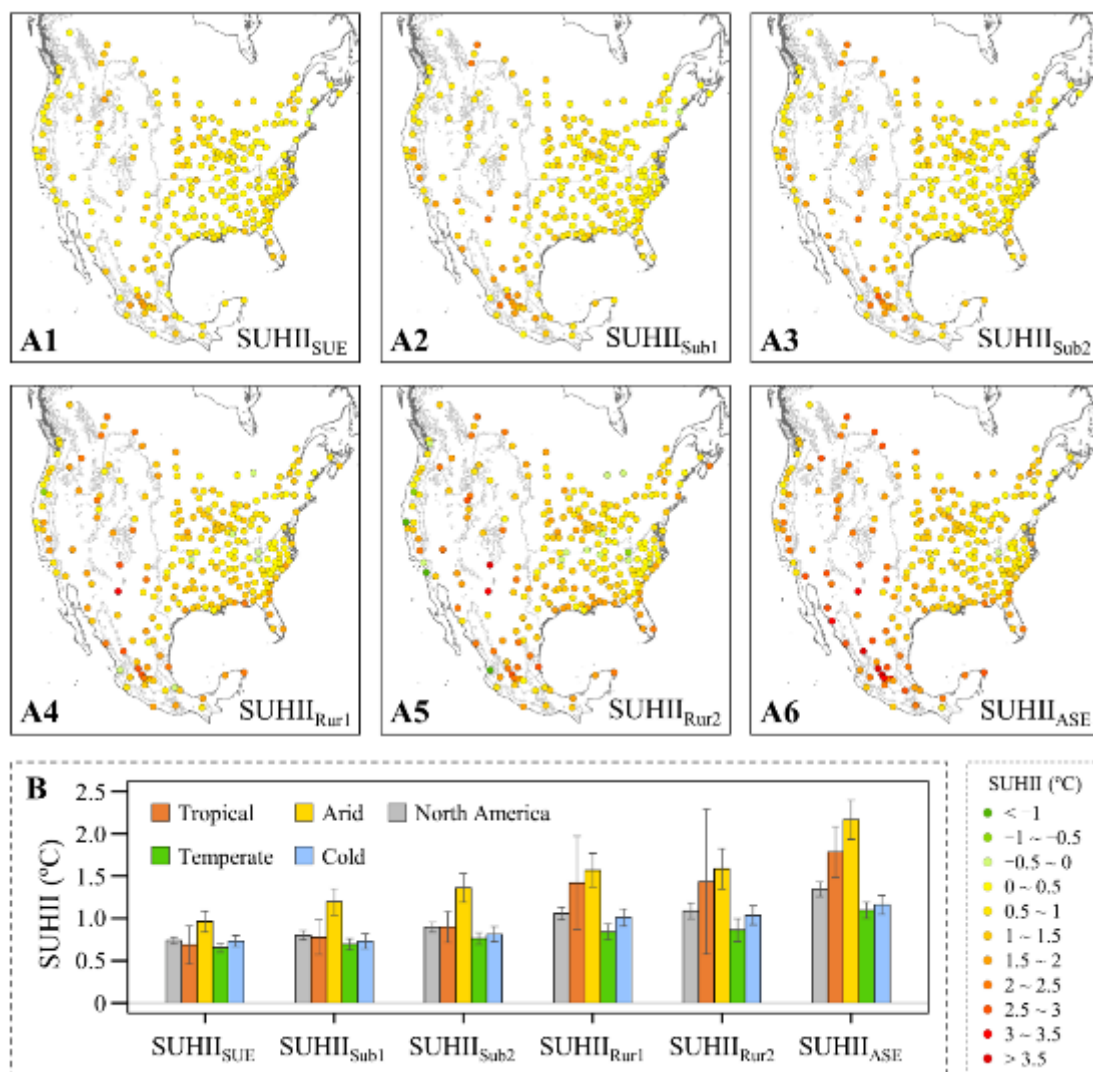 A1 SUHII_SUE
A2 SUHII_Sub1
A3 SUHII_Sub2
A4 SUHII_Rur1
A5 SUHII_Rur2
A6 SUHII_ASE
B
SUHII (ºC)
2.5
2.0
1.5
1.0
0.5
0
Tropical Arid North America
Temperate Cold
SUHII_SUE SUHII_Sub1 SUHII_Sub2 SUHII_Rur1 SUHII_Rur2 SUHII_ASE
SUHII (ºC)
< −1
−1 ~ −0.5
−0.5 ~ 0
0 ~ 0.5
0.5 ~ 1
1 ~ 1.5
1.5 ~ 2
2 ~ 2.5
2.5 ~ 3
3 ~ 3.5
> 3.5